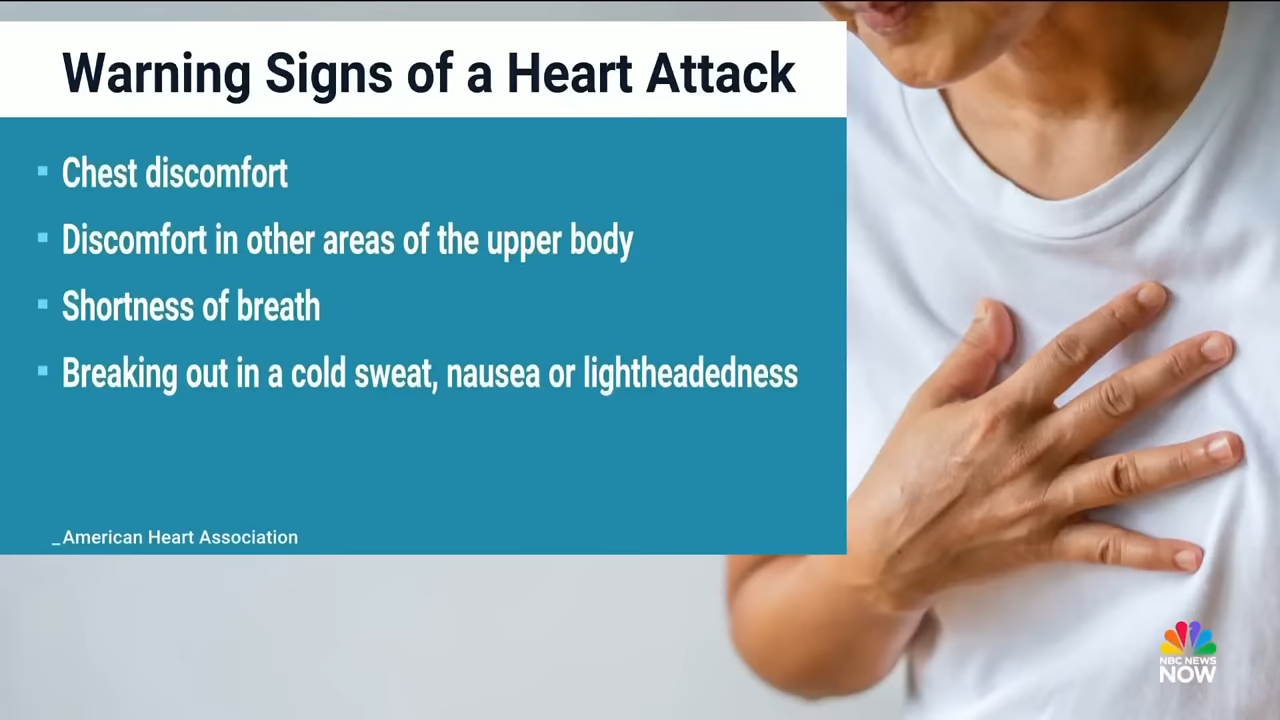 Warning Signs of a Heart Attack
Chest discomfort
Discomfort in other areas of the upper body
Shortness of breath
Breaking out in a cold sweat, nausea or lightheadedness
_American Heart Association
NBC NEWS
NOW